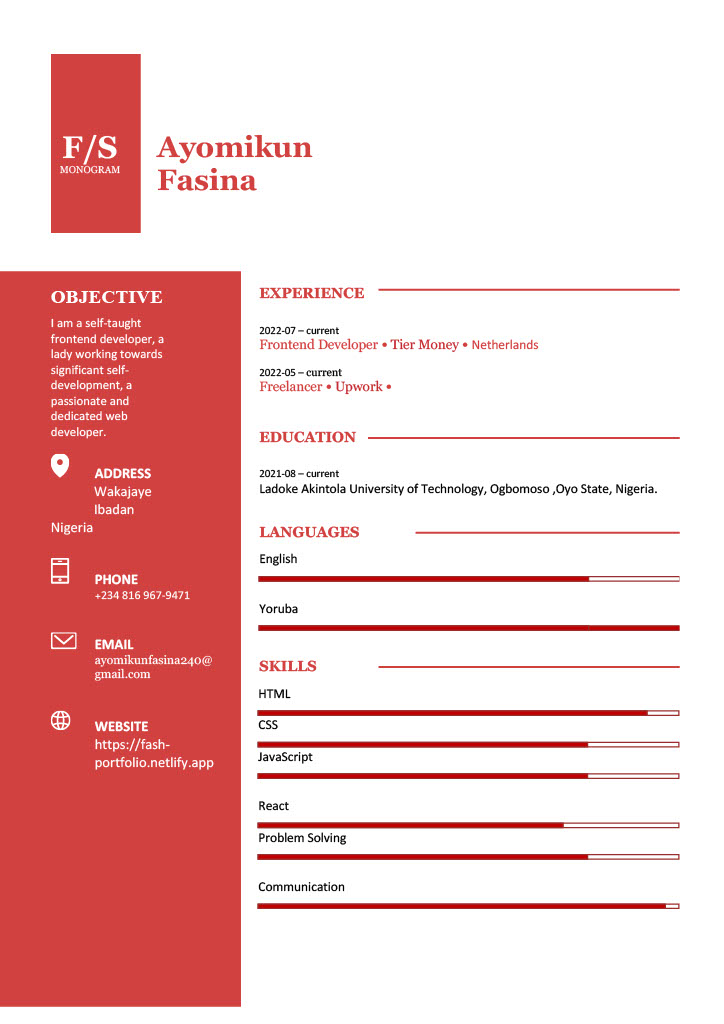 F/S
MONOGRAM
Ayomikun
Fasina
OBJECTIVE
I am a self-taught
frontend developer, a
lady working towards
significant self-
development, a
passionate and
dedicated web
developer.
ADDRESS
Wakajaye
Ibadan
Nigeria
PHONE
+234 816 967-9471
EMAIL
ayomikunfasina240@
gmail.com
WEBSITE
https://fash-
portfolio.netlify.app
EXPERIENCE
2022-07 – current
Frontend Developer • Tier Money • Netherlands
2022-05 – current
Freelancer • Upwork •
EDUCATION
2021-08 – current
Ladoke Akintola University of Technology, Ogbomoso ,Oyo State, Nigeria.
LANGUAGES
English
Yoruba
SKILLS
HTML
CSS
JavaScript
React
Problem Solving
Communication